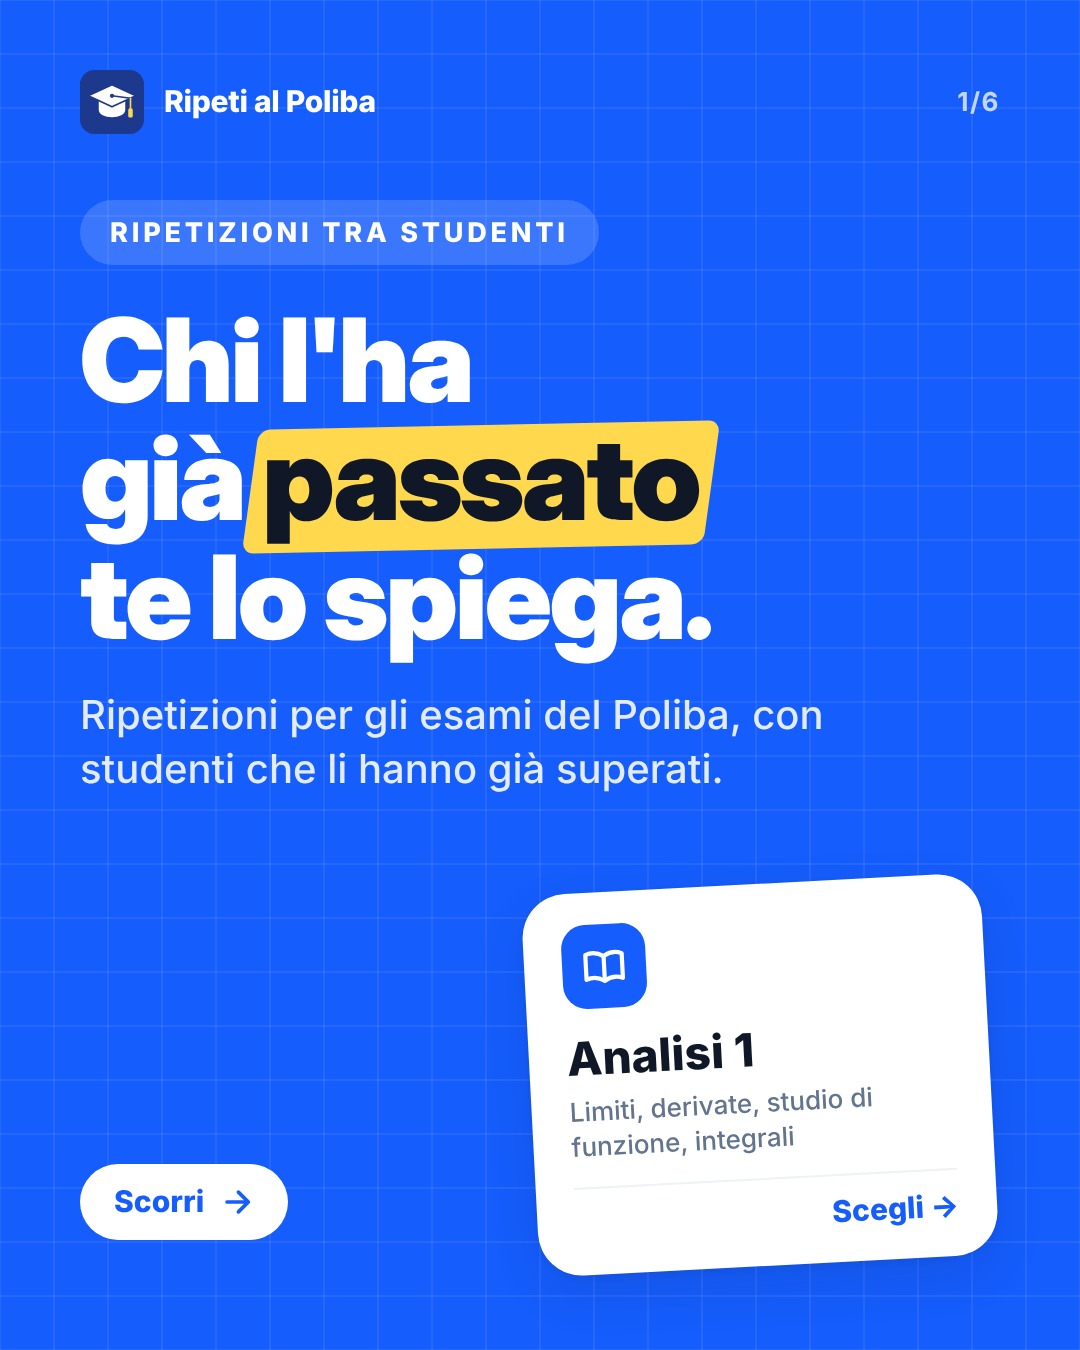 Ripeti al Poliba
1/6
RIPETIZIONI TRA STUDENTI
Chi l'ha
già passato
te lo spiega.
Ripetizioni per gli esami del Poliba, con
studenti che li hanno già superati.
Analisi 1
Limiti, derivate, studio di
funzione, integrali
Scegli →
Scorri →